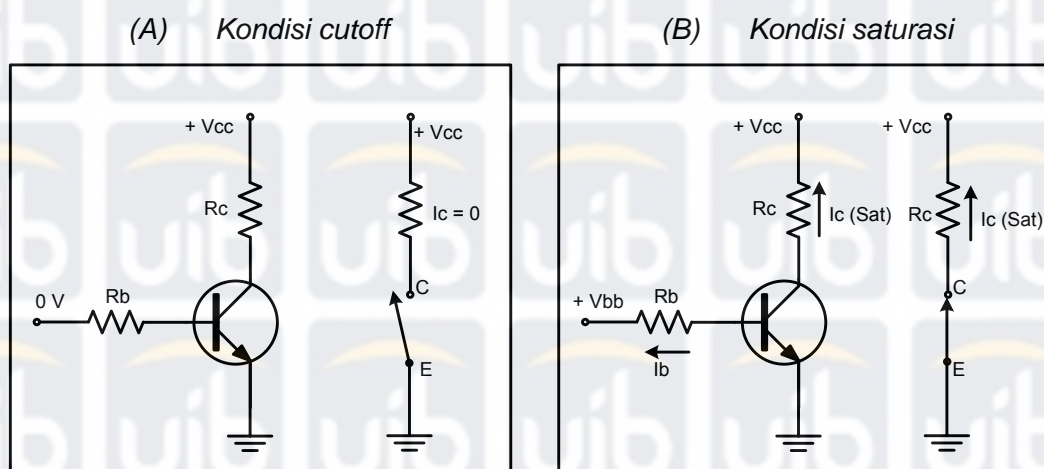 (A) Kondisi cutoff
(B) Kondisi saturasi
+ Vcc
+ Vcc
Rc
Ic = 0
0 V
Rb
C
E
+ Vcc
+ Vcc
Rc
Ic (Sat)
Rc
Ic (Sat)
+ Vbb
Rb
Ib
C
E
uib